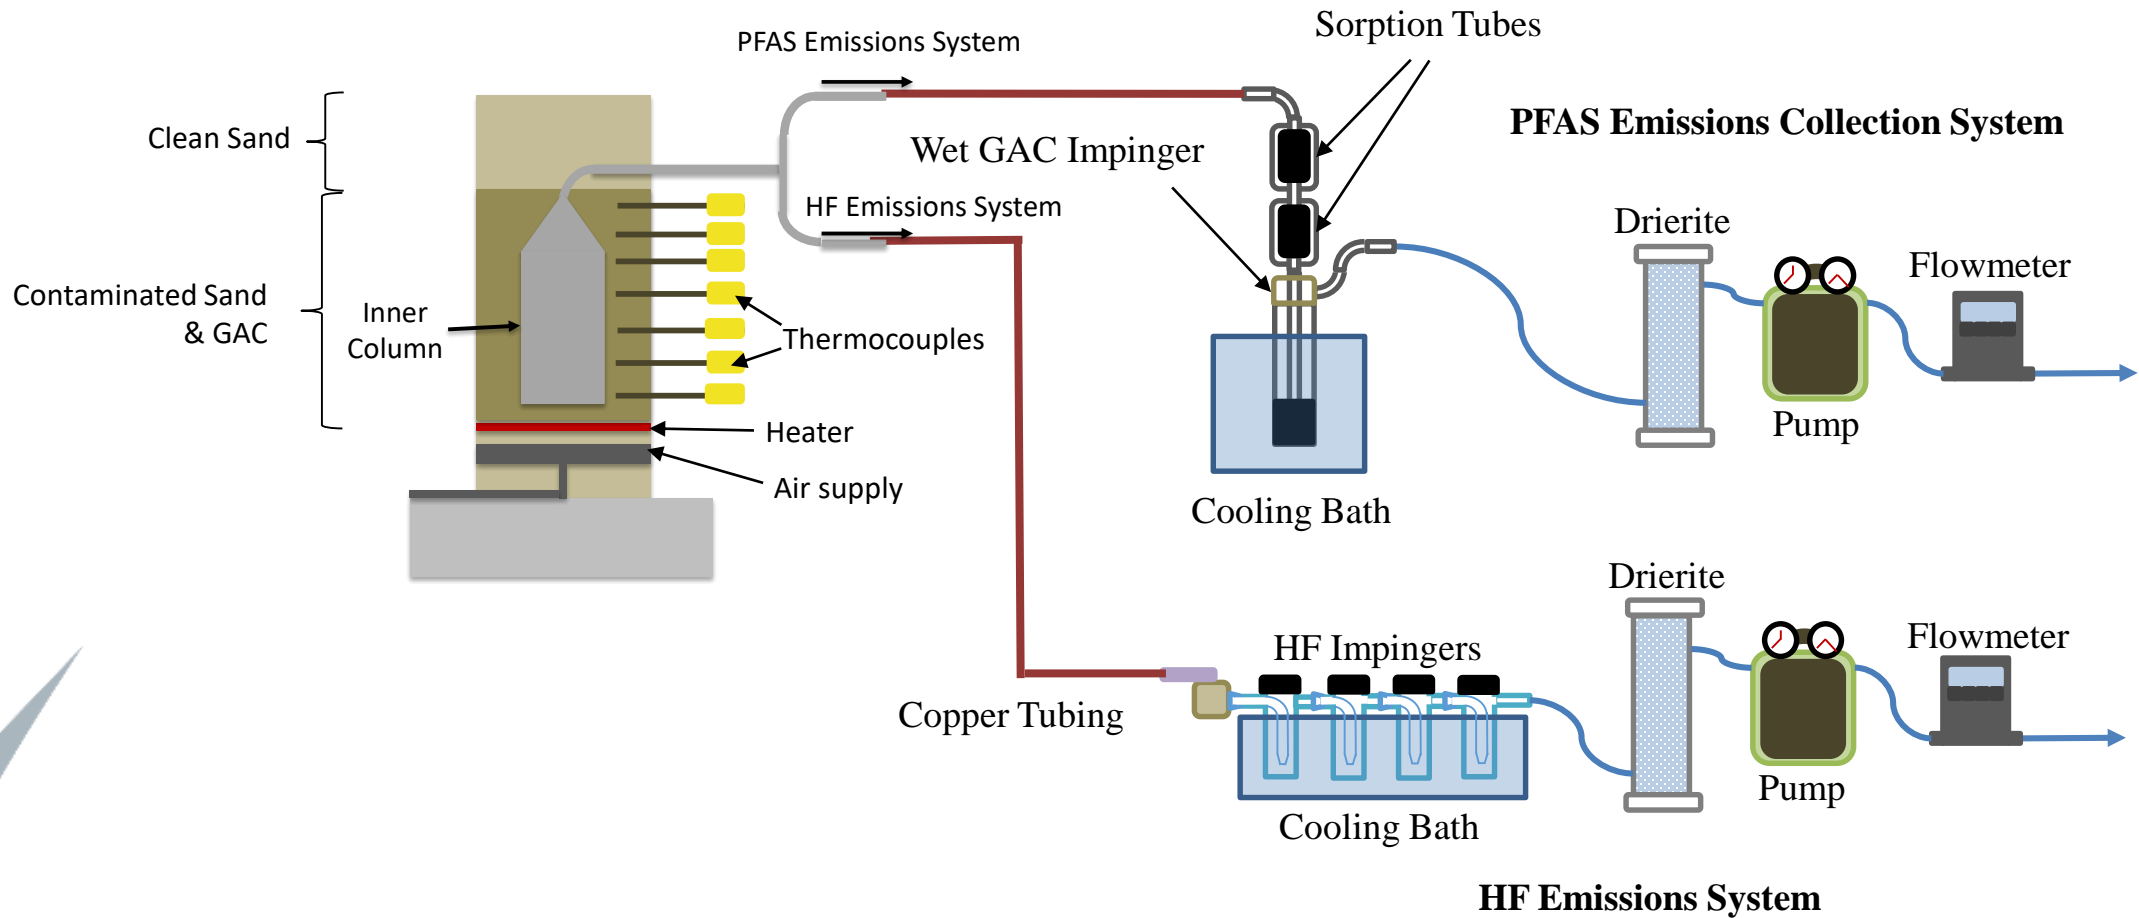 PFAS Emissions System
Sorption Tubes
Clean Sand
Wet GAC Impinger
PFAS Emissions Collection System
HF Emissions System
Drierite
Flowmeter
Contaminated Sand
& GAC
Inner
Column
Thermocouples
Pump
Heater
Air supply
Cooling Bath
Drierite
HF Impingers
Flowmeter
Copper Tubing
Pump
Cooling Bath
HF Emissions System